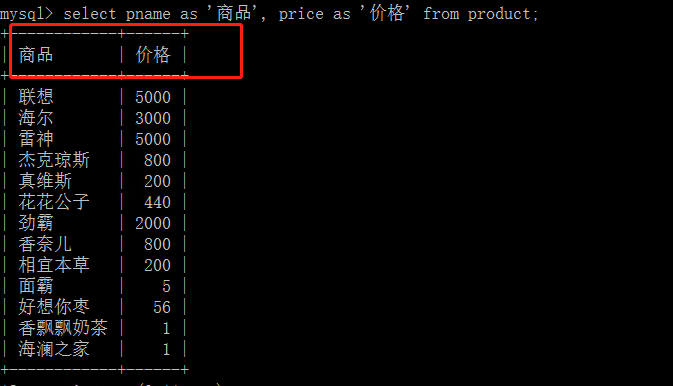 mysql> select pname as '商品', price as '价格' from product;
+------------+------+
| 商品 | 价格 |
+------------+------+
| 联想 | 5000 |
| 海尔 | 3000 |
| 雷神 | 5000 |
| 杰克琼斯 | 800 |
| 真维斯 | 200 |
| 花花公子 | 440 |
| 劲霸 | 2000 |
| 香奈儿 | 800 |
| 相宜本草 | 200 |
| 面霸 | 5 |
| 好想你枣 | 56 |
| 香飘飘奶茶 | 1 |
| 海澜之家 | 1 |
+------------+------+